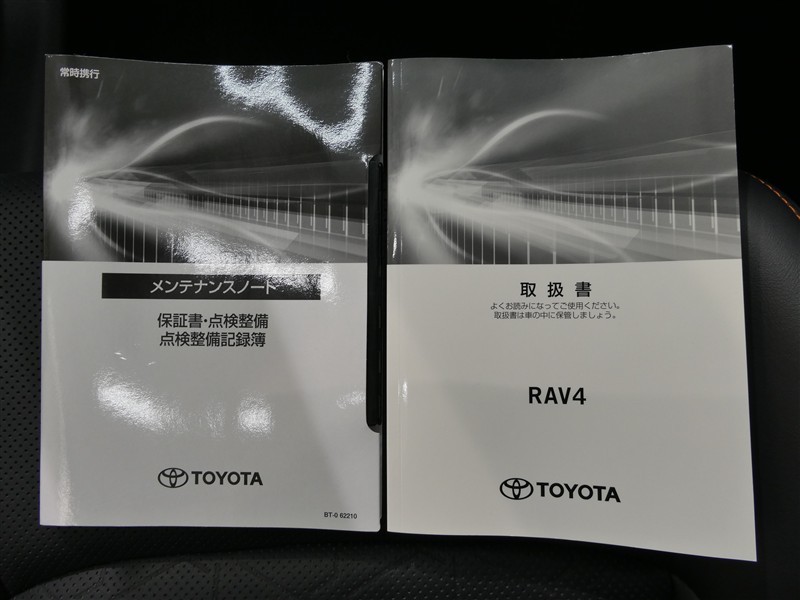 常時携行
メンテナンスノート
保証書・点検整備
点検整備記録簿
TOYOTA
BT-0 62210
取扱書
よくお読みになってご使用ください。
取扱書は車の中に保管しましょう。
RAV4
TOYOTA